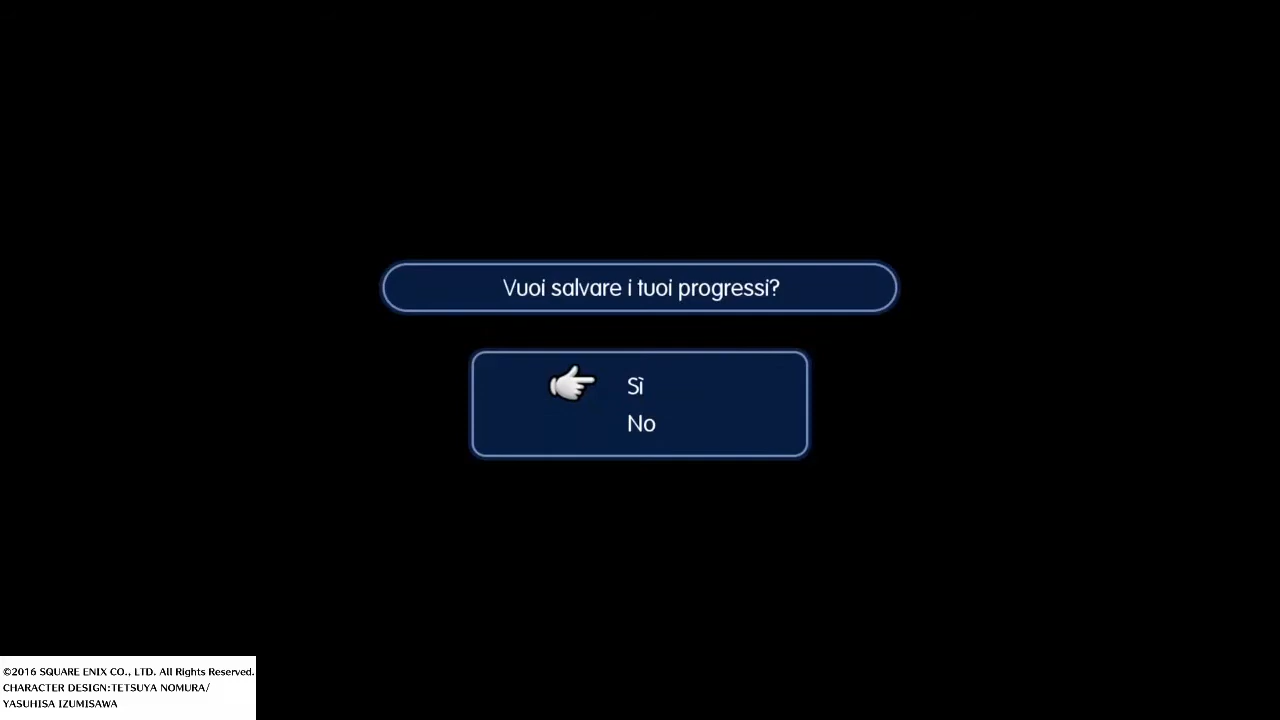 Vuoi salvare i tuoi progressi?
Sì
No
©2016 SQUARE ENIX CO., LTD. All Rights Reserved.
CHARACTER DESIGN:TETSUYA NOMURA/
YASUHISA IZUMISAWA